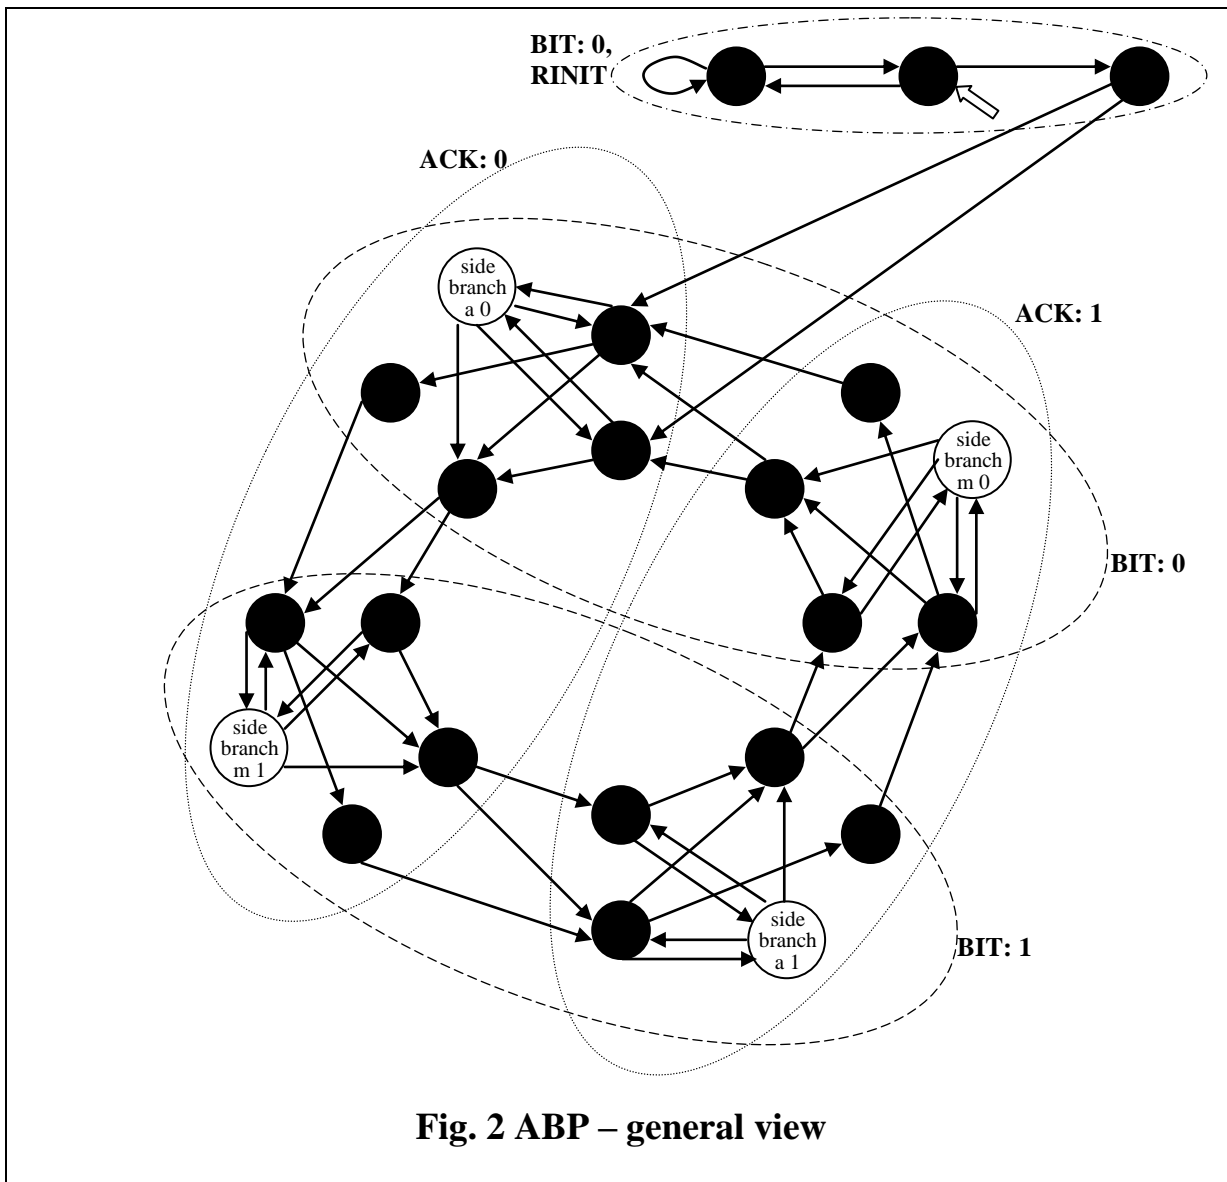 BIT: 0,
RINIT
ACK: 0
side
branch
a 0
ACK: 1
side
branch
m 0
BIT: 0
side
branch
m 1
side
branch
a 1
BIT: 1
Fig. 2 ABP – general view